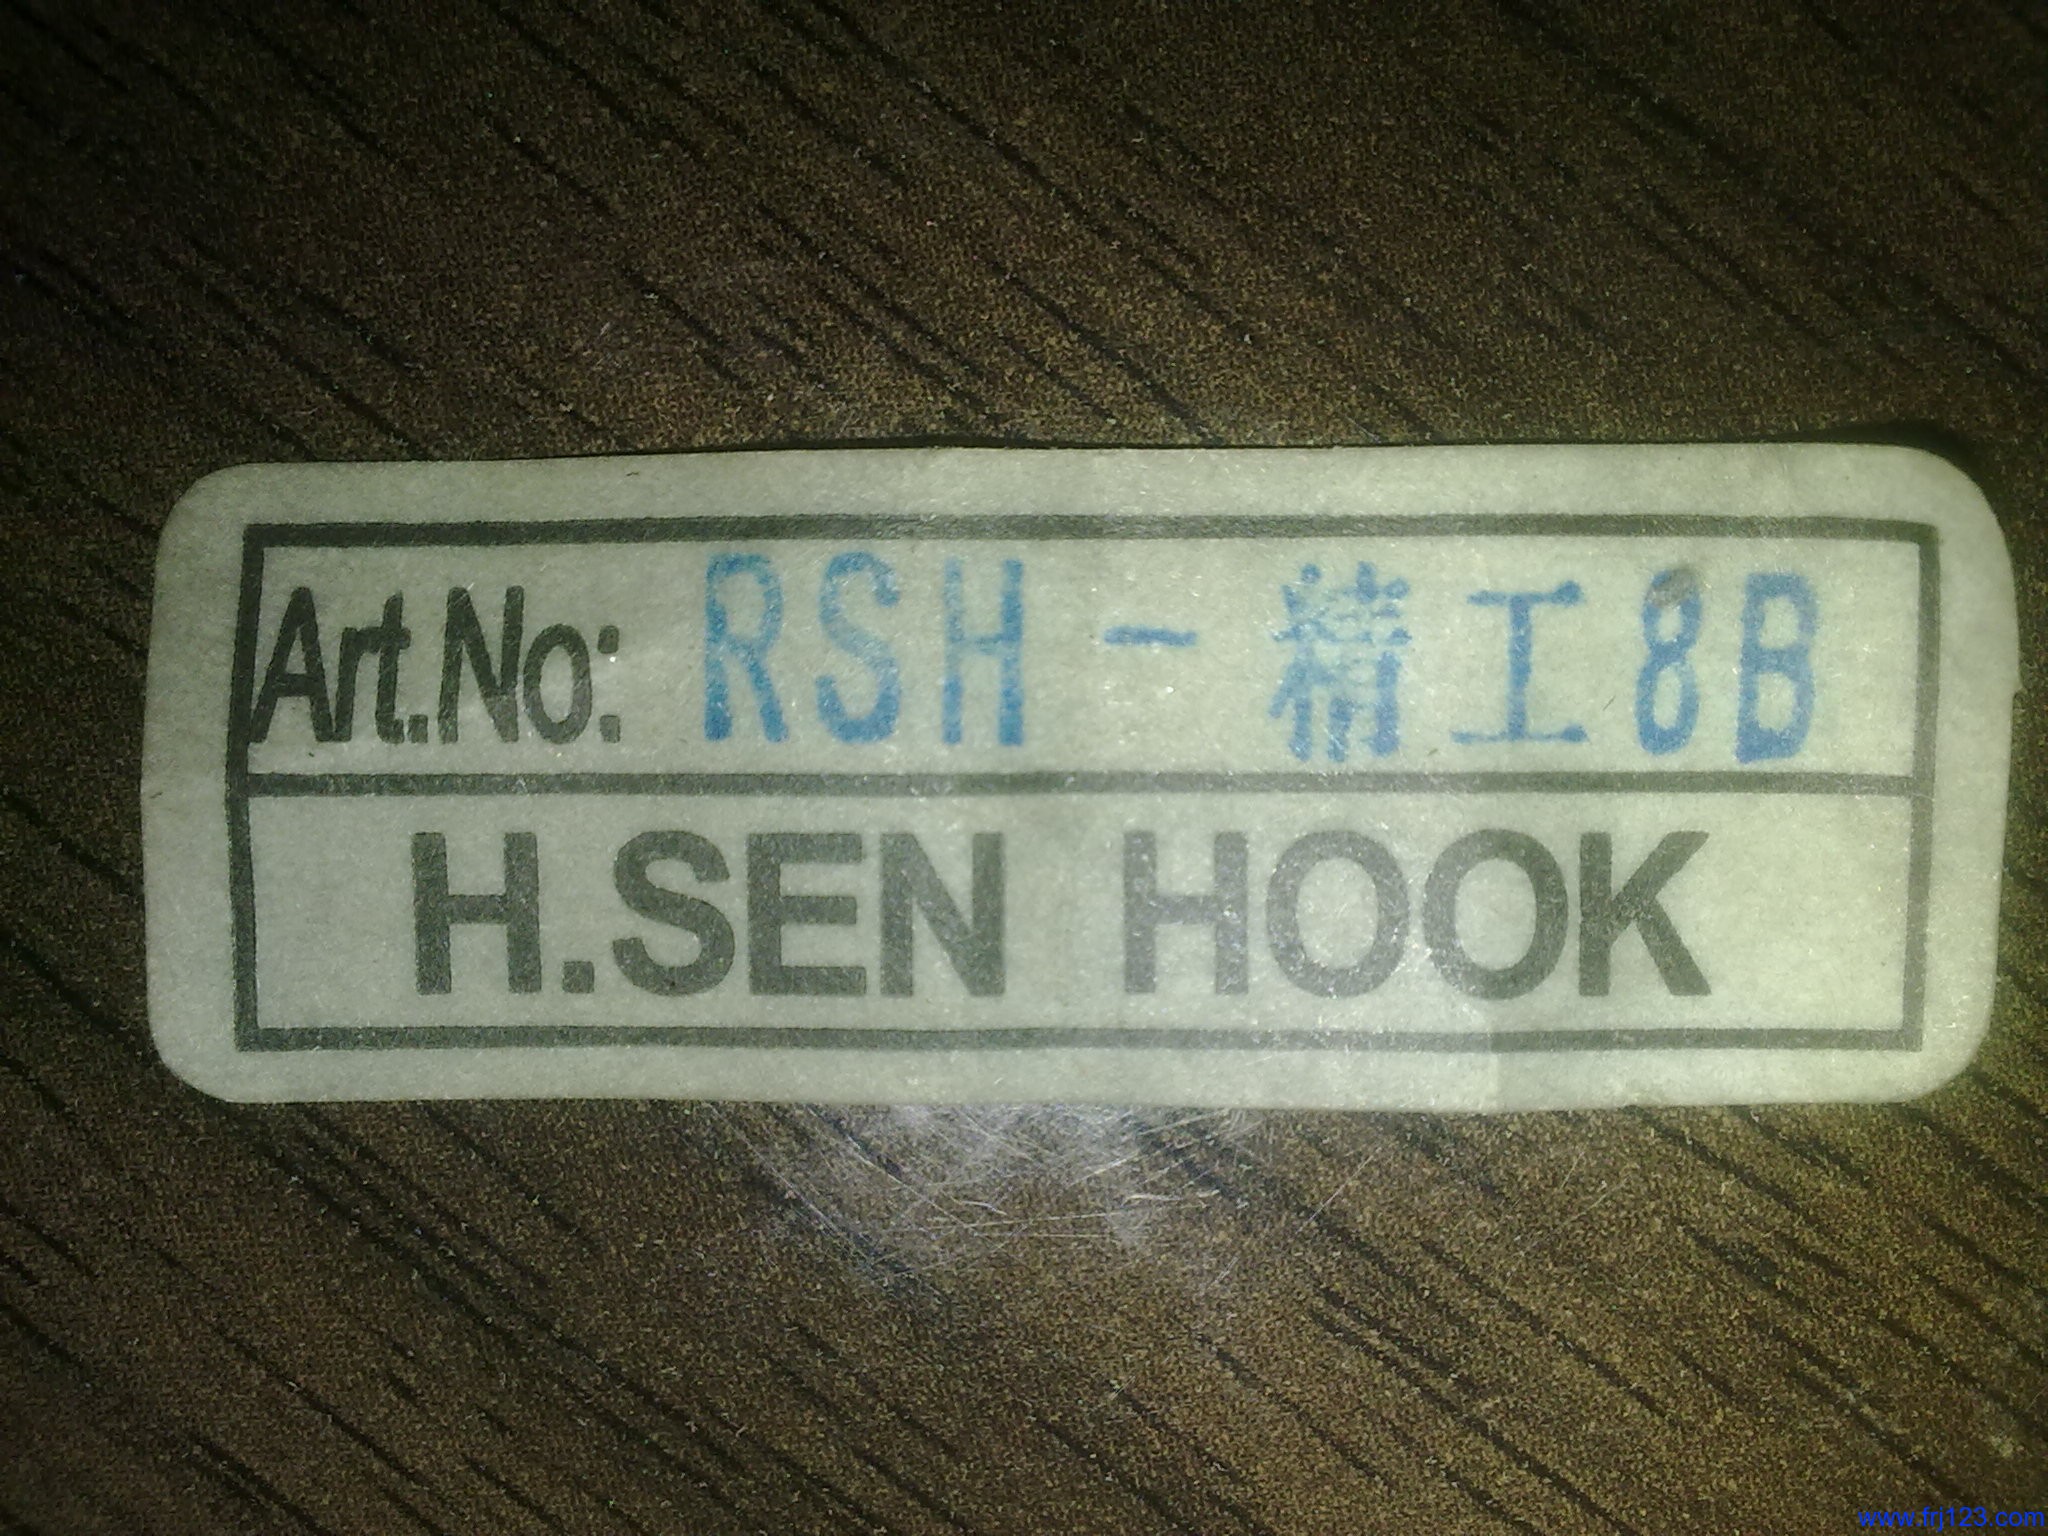 Art.No: RSH - 精工8B
H.SEN HOOK
www.frj123.com